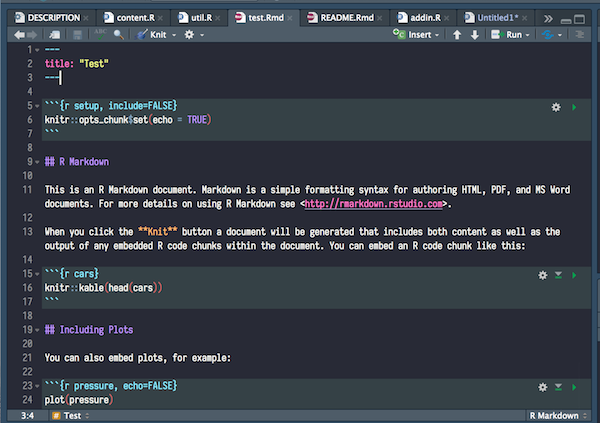 DESCRIPTION content.R util.R test.Rmd README.Rmd addin.R Untitled1*
ABC Knit Insert Run
1 ---
2 title: "Test"
3 ---
4
5 ```{r setup, include=FALSE}
6 knitr::opts_chunk$set(echo = TRUE)
7 ```
8
9 ## R Markdown
10
11 This is an R Markdown document. Markdown is a simple formatting syntax for authoring HTML, PDF, and MS Word
documents. For more details on using R Markdown see <http://rmarkdown.rstudio.com>.
12
13 When you click the **Knit** button a document will be generated that includes both content as well as the
output of any embedded R code chunks within the document. You can embed an R code chunk like this:
14
15 ```{r cars}
16 knitr::kable(head(cars))
17 ```
18
19 ## Including Plots
20
21 You can also embed plots, for example:
22
23 ```{r pressure, echo=FALSE}
24 plot(pressure)
3:4 # Test R Markdown